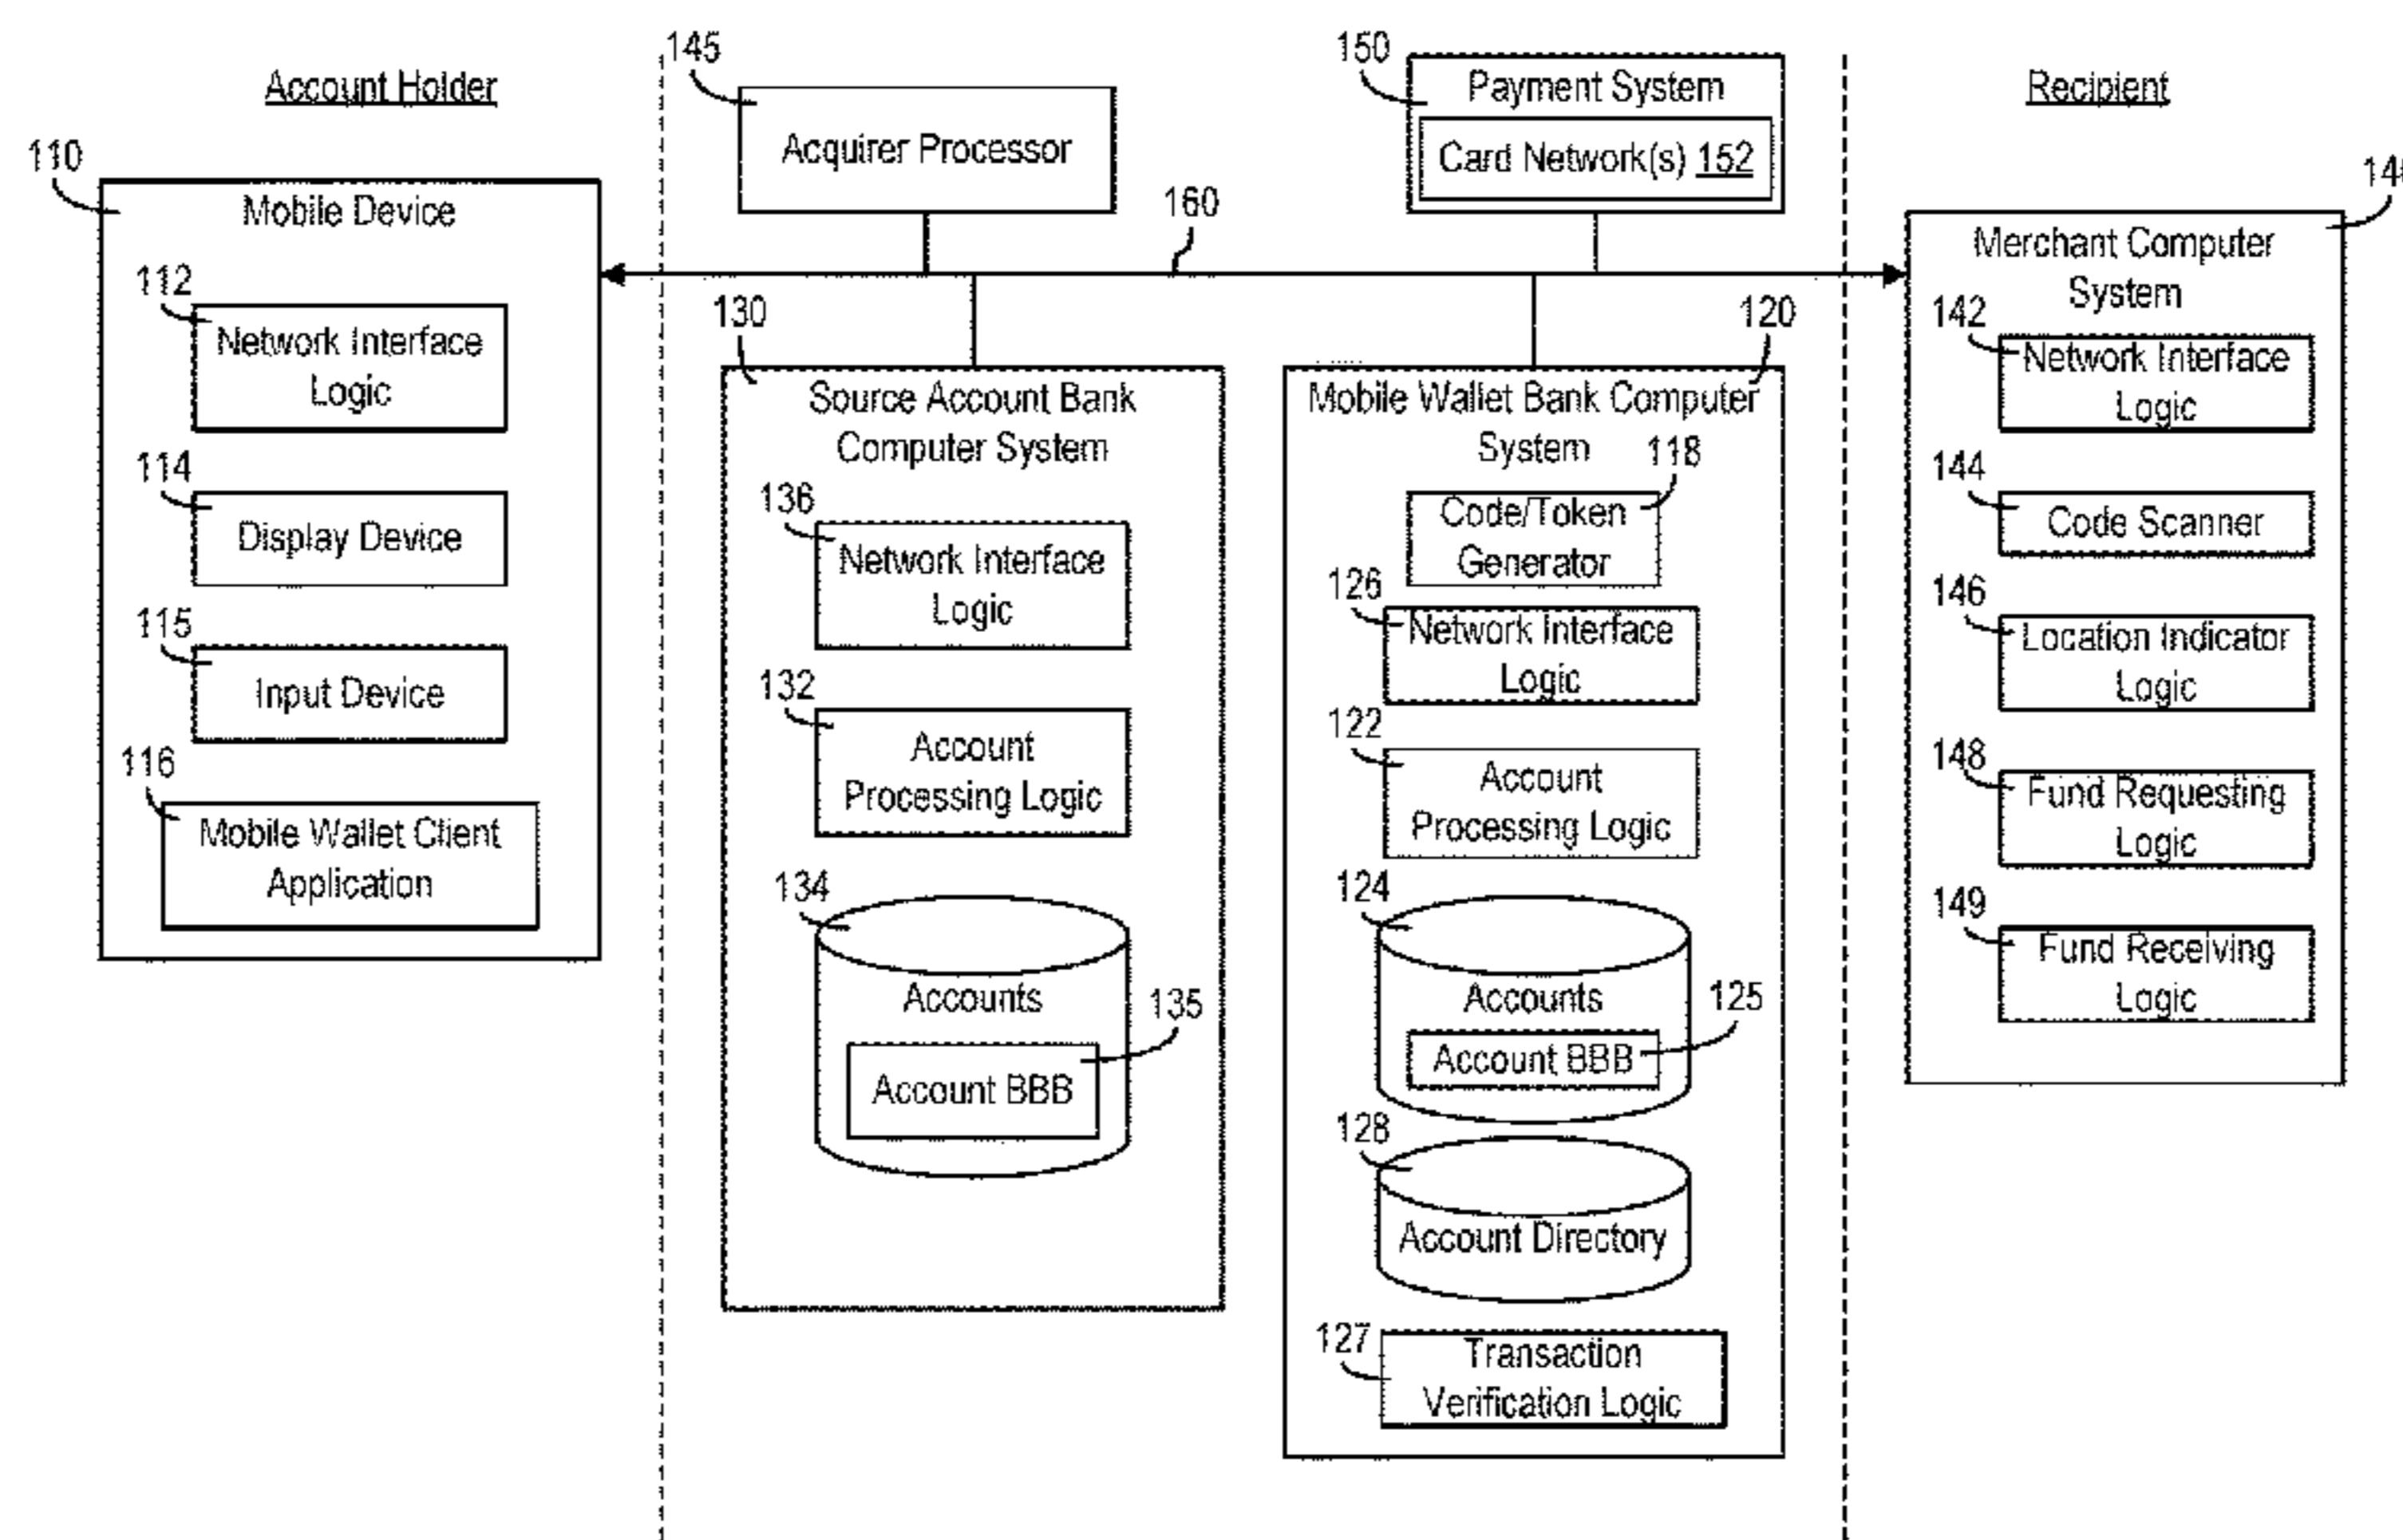 Account Holder
110
Mobile Device
112
Network Interface
Logic
114
Display Device
115
Input Device
116
Mobile Wallet Client
Application
145
Acquirer Processor
150
Payment System
Card Network(s) 152
160
130
Source Account Bank
Computer System
136
Network Interface
Logic
132
Account
Processing Logic
134
Accounts
135
Account BBB
120
Mobile Wallet Bank Computer
System
118
Code/Token
Generator
126
Network Interface
Logic
122
Account
Processing Logic
124
Accounts
125
Account BBB
128
Account Directory
127
Transaction
Verification Logic
Recipient
Merchant Computer
System
142
Network Interface
Logic
144
Code Scanner
146
Location Indicator
Logic
148
Fund Requesting
Logic
149
Fund Receiving
Logic